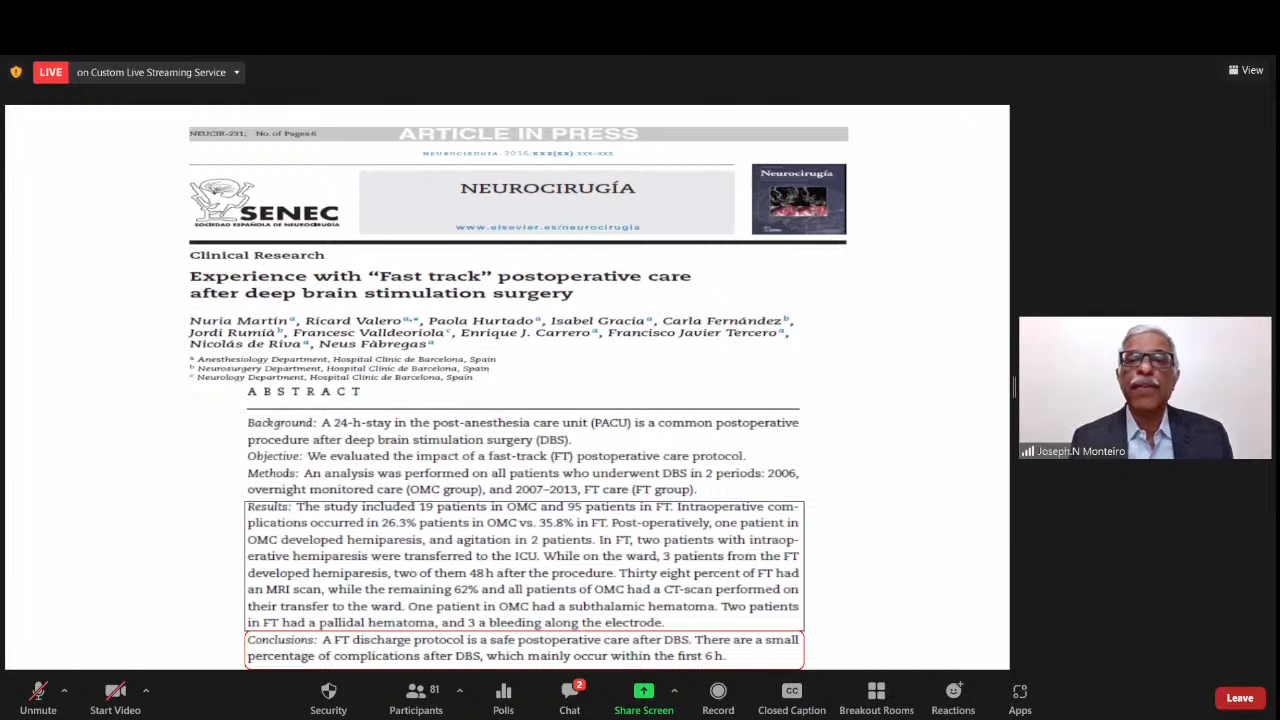 LIVE
on Custom Live Streaming Service
View
NEUCIR-231; No. of Pages 6
ARTICLE IN PRESS
NEUROCIRUGIA. 2016;xxx(xx) xxx–xxx
SENEC
SOCIEDAD ESPAÑOLA DE NEUROCIRUGÍA
NEUROCIRUGÍA
www.elsevier.es/neurocirugia
Neurocirugía
Clinical Research
Experience with “Fast track” postoperative care
after deep brain stimulation surgery
Nuria Martín a, Ricard Valero a,*, Paola Hurtado a, Isabel Gracia a, Carla Fernández b,
Jordi Rumià b, Francesc Valldeoriola c, Enrique J. Carrero a, Francisco Javier Tercero a,
Nicolás de Riva a, Neus Fàbregas a
a Anesthesiology Department, Hospital Clínic de Barcelona, Spain
b Neurosurgery Department, Hospital Clínic de Barcelona, Spain
c Neurology Department, Hospital Clínic de Barcelona, Spain
ABSTRACT
Background: A 24-h-stay in the post-anesthesia care unit (PACU) is a common postoperative
procedure after deep brain stimulation surgery (DBS).
Objective: We evaluated the impact of a fast-track (FT) postoperative care protocol.
Methods: An analysis was performed on all patients who underwent DBS in 2 periods: 2006,
overnight monitored care (OMC group), and 2007–2013, FT care (FT group).
Results: The study included 19 patients in OMC and 95 patients in FT. Intraoperative com-
plications occurred in 26.3% patients in OMC vs. 35.8% in FT. Post-operatively, one patient in
OMC developed hemiparesis, and agitation in 2 patients. In FT, two patients with intraop-
erative hemiparesis were transferred to the ICU. While on the ward, 3 patients from the FT
developed hemiparesis, two of them 48 h after the procedure. Thirty eight percent of FT had
an MRI scan, while the remaining 62% and all patients of OMC had a CT-scan performed on
their transfer to the ward. One patient in OMC had a subthalamic hematoma. Two patients
in FT had a pallidal hematoma, and 3 a bleeding along the electrode.
Conclusions: A FT discharge protocol is a safe postoperative care after DBS. There are a small
percentage of complications after DBS, which mainly occur within the first 6 h.
Joseph.N Monteiro
Unmute
Start Video
Security
81
Participants
Polls
2
Chat
Share Screen
Record
CC
Closed Caption
Breakout Rooms
Reactions
Apps
Leave